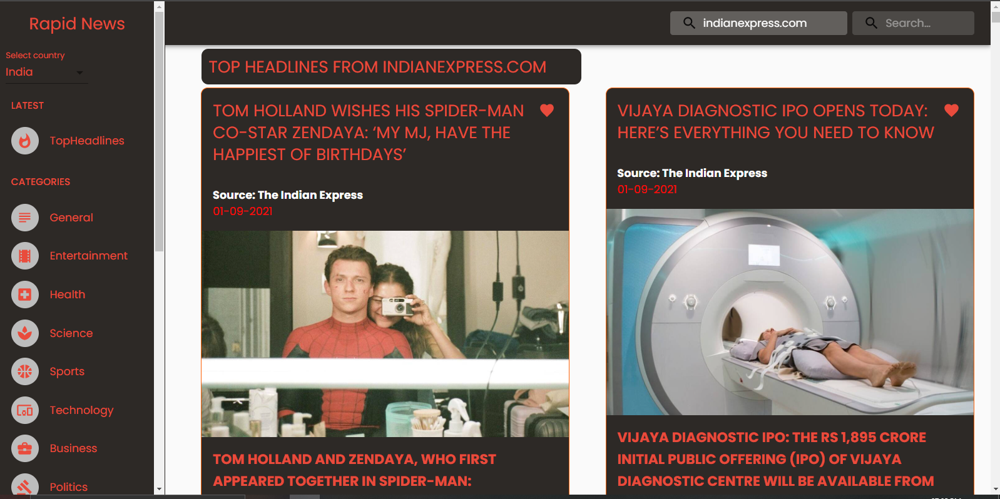 Rapid News
Select country
India
LATEST
TopHeadlines
CATEGORIES
General
Entertainment
Health
Science
Sports
Technology
Business
Politics
indianexpress.com
Search...
TOP HEADLINES FROM INDIANEXPRESS.COM
TOM HOLLAND WISHES HIS SPIDER-MAN
CO-STAR ZENDAYA: ‘MY MJ, HAVE THE
HAPPIEST OF BIRTHDAYS’
Source: The Indian Express
01-09-2021
TOM HOLLAND AND ZENDAYA, WHO FIRST
APPEARED TOGETHER IN SPIDER-MAN:
VIJAYA DIAGNOSTIC IPO OPENS TODAY:
HERE’S EVERYTHING YOU NEED TO KNOW
Source: The Indian Express
01-09-2021
VIJAYA DIAGNOSTIC IPO: THE RS 1,895 CRORE
INITIAL PUBLIC OFFERING (IPO) OF VIJAYA
DIAGNOSTIC CENTRE WILL BE AVAILABLE FROM